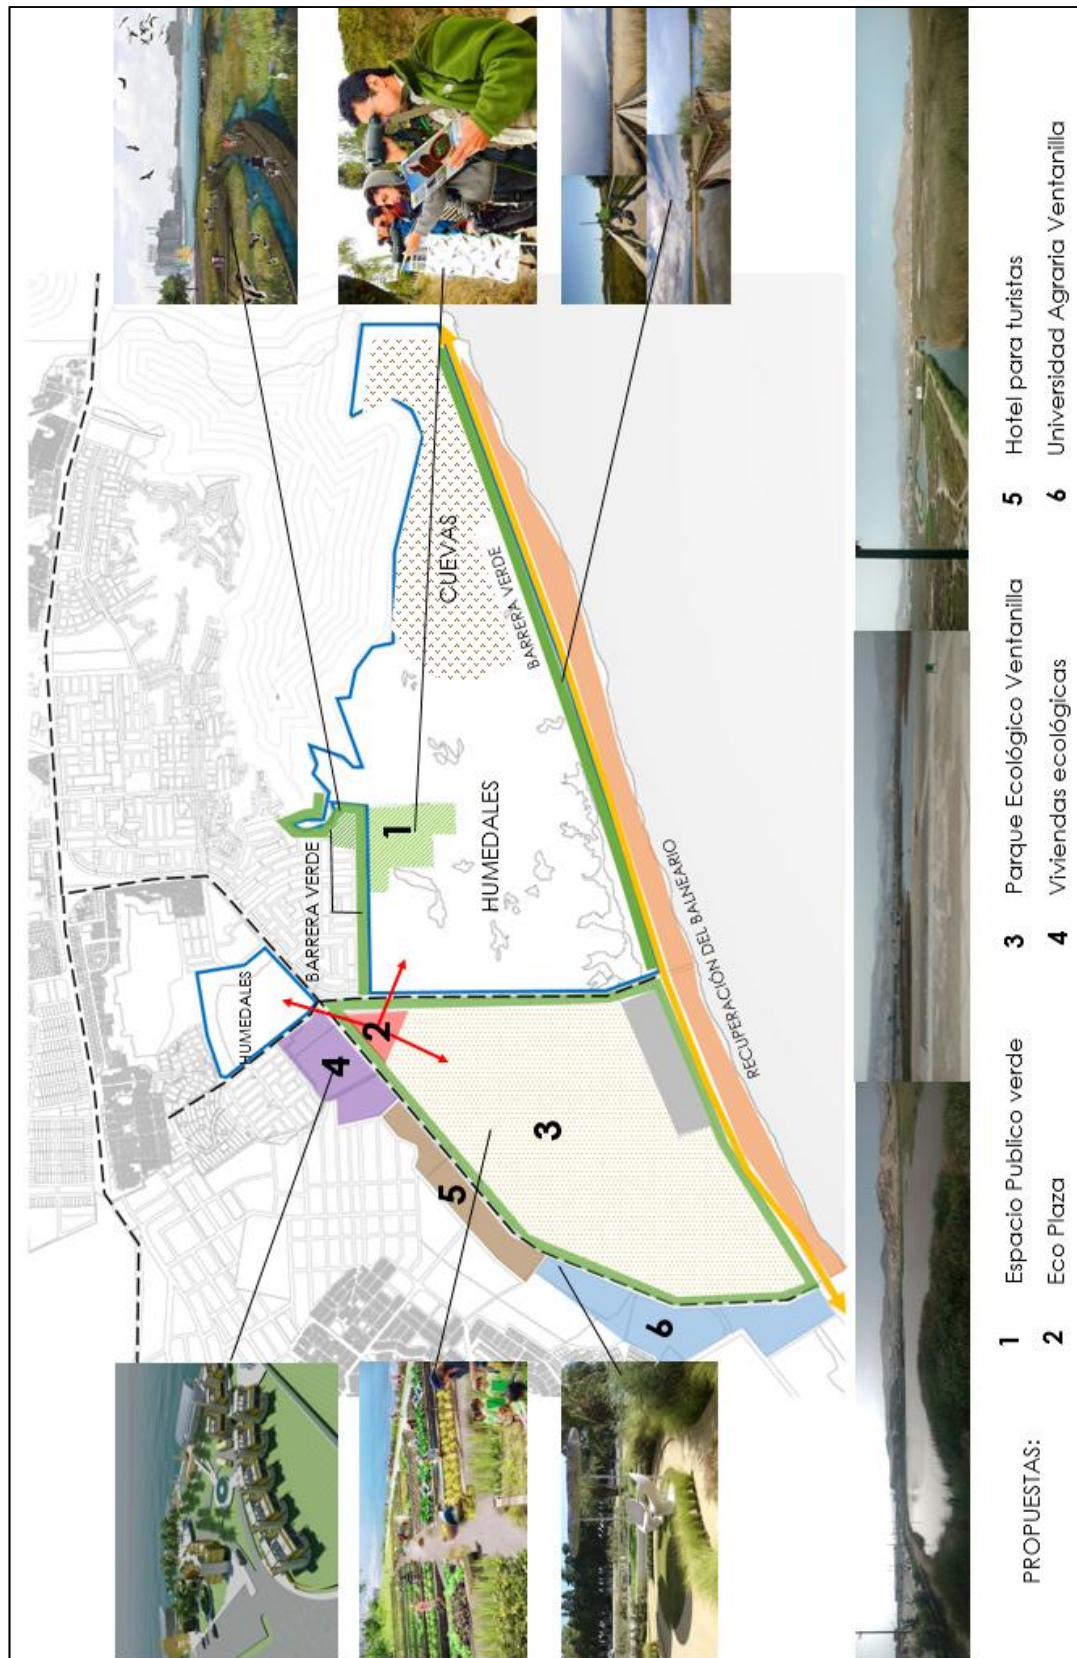 CUEVAS
BARRERA VERDE
HUMEDALES
1
BARRERA VERDE
HUMEDALES
RECUPERACIÓN DEL BALNEARIO
2
4
3
5
6
PROPUESTAS:
1 Espacio Publico verde
2 Eco Plaza
3 Parque Ecológico Ventanilla
4 Viviendas ecológicas
5 Hotel para turistas
6 Universidad Agraria Ventanilla